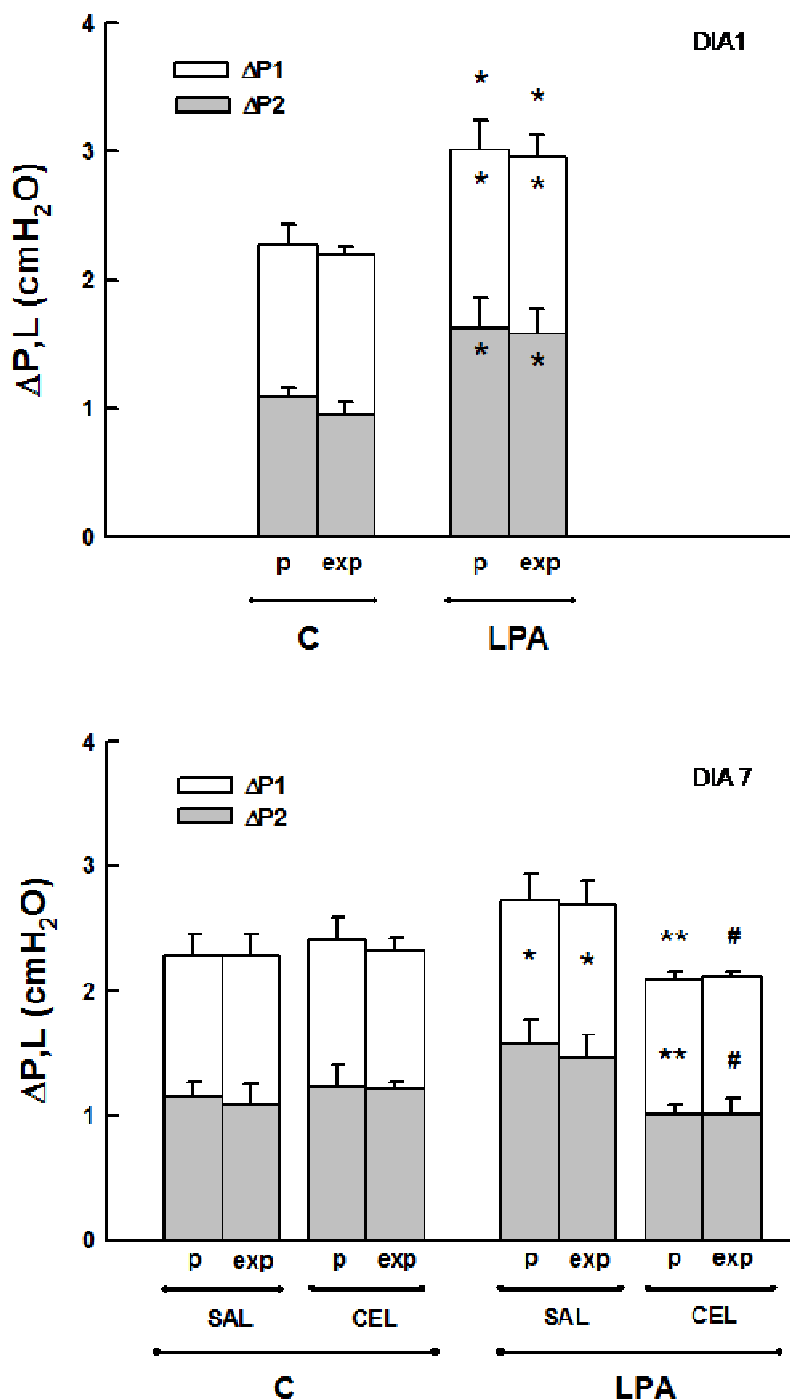 4
DIA1
ΔP1
ΔP2
* *
3
* *
ΔP,L (cmH2O)
2
* *
1
0
p exp p exp
C LPA
4
DIA 7
ΔP1
ΔP2
3
** #
* *
ΔP,L (cmH2O)
2
** #
1
0
p exp p exp p exp p exp
SAL CEL SAL CEL
C LPA